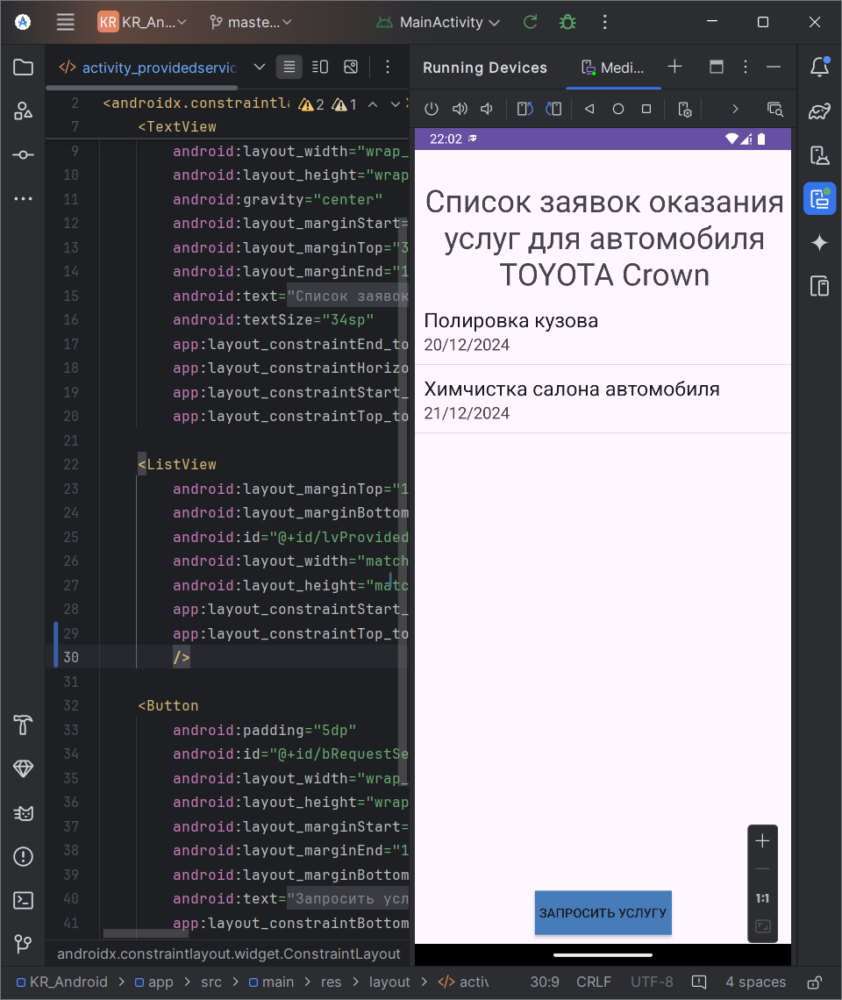 KR KR_An... maste... MainActivity
activity_providedservic
Running Devices Medi...
2 <androidx.constraintla 2 1
7 <TextView
9 android:layout_width="wrap_
10 android:layout_height="wrap
11 android:gravity="center"
12 android:layout_marginStart=
13 android:layout_marginTop="3
14 android:layout_marginEnd="1
15 android:text="Список заявок
16 android:textSize="34sp"
17 app:layout_constraintEnd_to
18 app:layout_constraintHorizo
19 app:layout_constraintStart_
20 app:layout_constraintTop_to
21
22 <ListView
23 android:layout_marginTop="1
24 android:layout_marginBottom
25 android:id="@+id/lvProvided
26 android:layout_width="match
27 android:layout_height="matc
28 app:layout_constraintStart_
29 app:layout_constraintTop_to
30 />
31
32 <Button
33 android:padding="5dp"
34 android:id="@+id/bRequestSe
35 android:layout_width="wrap_
36 android:layout_height="wrap
37 android:layout_marginStart=
38 android:layout_marginEnd="1
39 android:layout_marginBottom
40 android:text="Запросить усл
41 app:layout_constraintBottom
androidx.constraintlayout.widget.ConstraintLayout
22:02
Список заявок оказания
услуг для автомобиля
TOYOTA Crown
Полировка кузова
20/12/2024
Химчистка салона автомобиля
21/12/2024
1:1
ЗАПРОСИТЬ УСЛУГУ
KR_Android > app > src > main > res > layout > activ 30:9 CRLF UTF-8 4 spaces